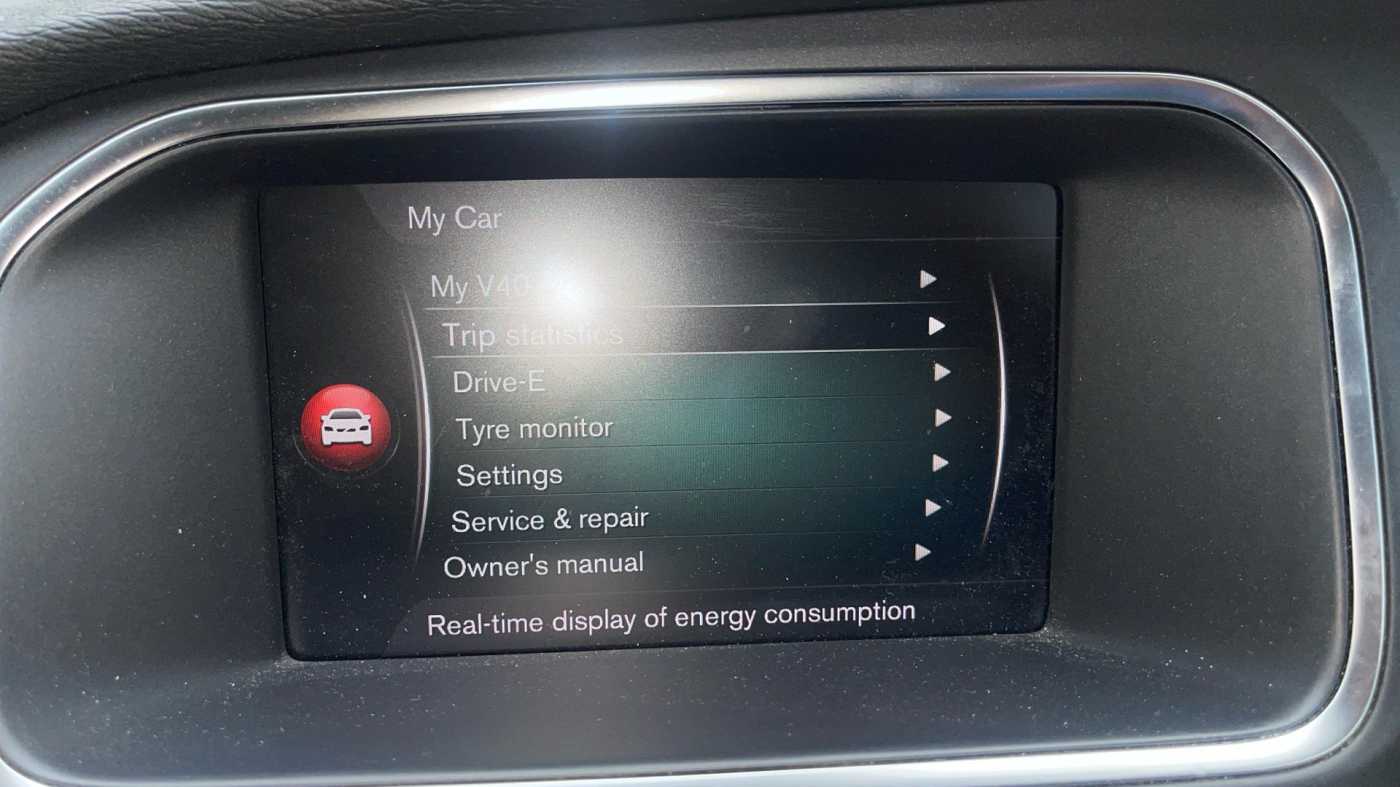 My Car
My V40
Trip statistics
Drive-E
Tyre monitor
Settings
Service & repair
Owner's manual
Real-time display of energy consumption